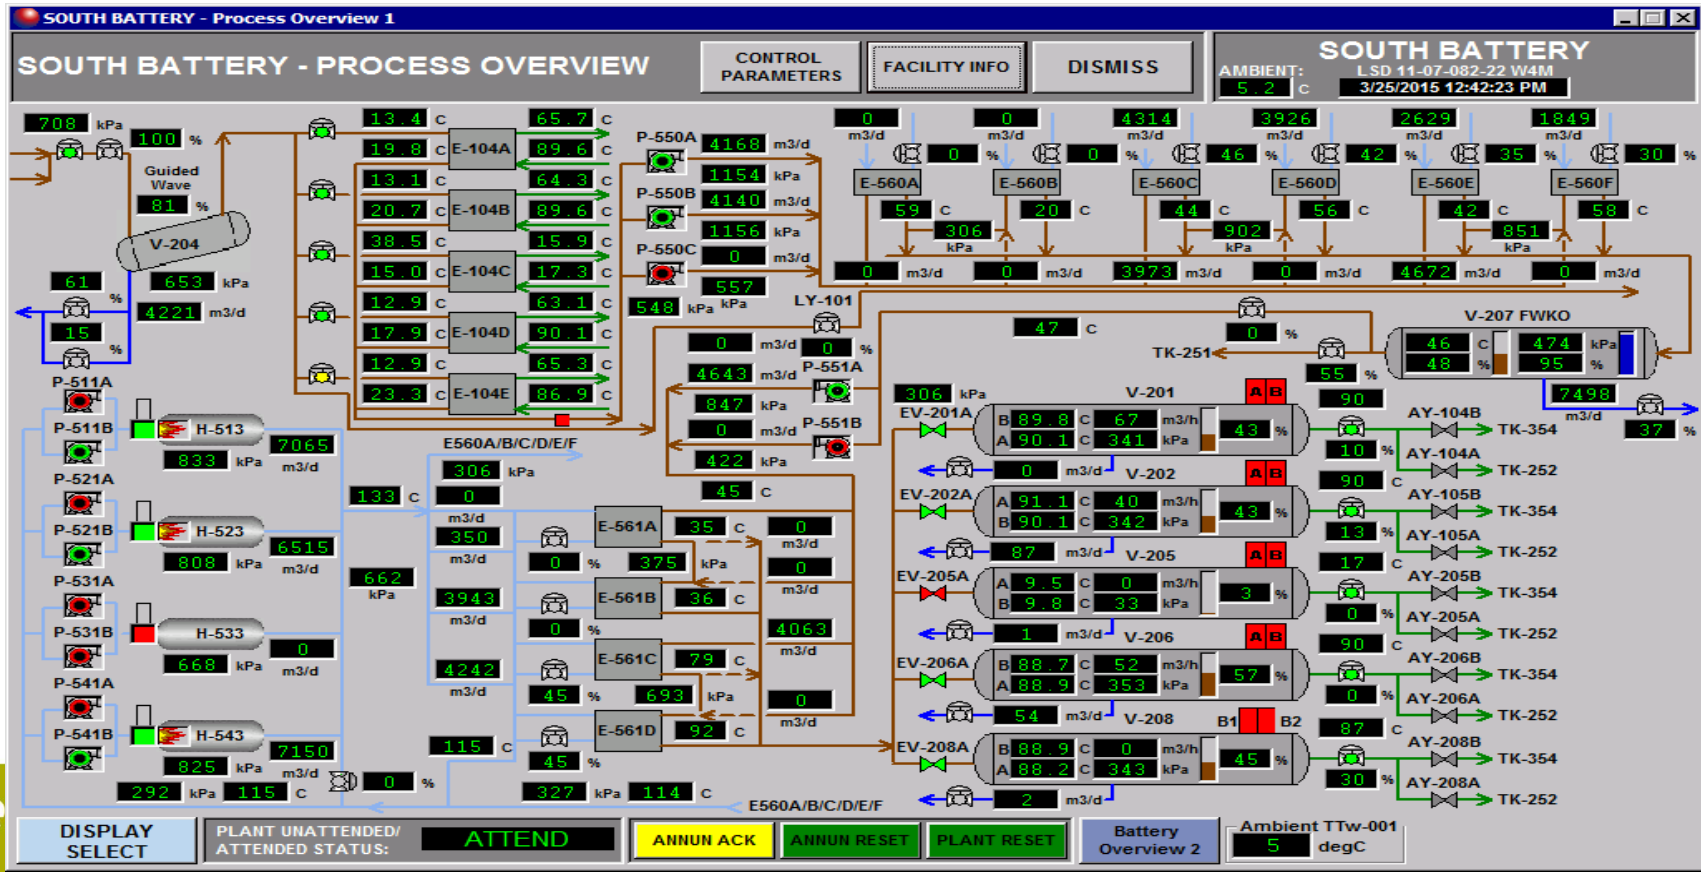 SOUTH BATTERY - Process Overview 1
SOUTH BATTERY - PROCESS OVERVIEW
CONTROL PARAMETERS
FACILITY INFO
DISMISS
SOUTH BATTERY
AMBIENT: LSD 11-07-082-22 W4M
5.2 C 3/25/2015 12:42:23 PM
708 kPa
100 %
Guided
Wave
81 %
V-204
61 %
653 kPa
4221 m3/d
15 %
13.4 C 65.7 C
E-104A
19.8 C 89.6 C
13.1 C 64.3 C
E-104B
20.7 C 89.6 C
38.5 C 15.9 C
E-104C
15.0 C 17.3 C
12.9 C 63.1 C
E-104D
17.9 C 90.1 C
12.9 C 65.3 C
E-104E
23.3 C 86.9 C
P-550A 4168 m3/d
1154 kPa
P-550B 4140 m3/d
1156 kPa
P-550C 0 m3/d
557 kPa
548 kPa
0 m3/d 0 m3/d 4314 m3/d 3926 m3/d 2629 m3/d 1849 m3/d
0 % 0 % 46 % 42 % 35 % 30 %
E-560A E-560B E-560C E-560D E-560E E-560F
59 C 20 C 44 C 56 C 42 C 58 C
306 kPa 902 kPa 851 kPa
0 m3/d 0 m3/d 3973 m3/d 0 m3/d 4672 m3/d 0 m3/d
LY-101
0 %
47 C
0 %
TK-251
55 %
V-207 FWKO
46 C 474 kPa
48 % 95 %
7498 m3/d
37 %
0 m3/d
4643 m3/d P-551A
847 kPa
0 m3/d P-551B
422 kPa
45 C
P-511A
P-511B
H-513
833 kPa
7065 m3/d
P-521A
P-521B
H-523
808 kPa
6515 m3/d
P-531A
P-531B
H-533
668 kPa
0 m3/d
P-541A
P-541B
H-543
825 kPa
7150 m3/d
292 kPa 115 C
0 %
133 C
662 kPa
E560A/B/C/D/E/F
306 kPa
0 m3/d
350 m3/d
3943 m3/d
4242 m3/d
115 C
E-561A 35 C
0 % 375 kPa
E-561B 36 C
0 %
E-561C 79 C
45 % 693 kPa
E-561D 92 C
45 %
327 kPa 114 C
E560A/B/C/D/E/F
0 m3/d
0 m3/d
4063 m3/d
0 m3/d
306 kPa
EV-201A
V-201 A B
B 89.8 C 67 m3/h
A 90.1 C 341 kPa
43 %
0 m3/d
90
10 %
AY-104B TK-354
AY-104A TK-252
EV-202A
V-202 A B
A 91.1 C 40 m3/h
B 90.1 C 342 kPa
43 %
87 m3/d
90 C
13 %
AY-105B TK-354
AY-105A TK-252
EV-205A
V-205 A B
A 9.5 C 0 m3/h
B 9.8 C 33 kPa
3 %
1 m3/d
17 C
0 %
AY-205B TK-354
AY-205A TK-252
EV-206A
V-206 A B
B 88.7 C 52 m3/h
A 88.9 C 353 kPa
57 %
54 m3/d
90 C
0 %
AY-206B TK-354
AY-206A TK-252
EV-208A
V-208 B1 B2
B 88.9 C 0 m3/h
A 88.2 C 343 kPa
45 %
2 m3/d
87 C
30 %
AY-208B TK-354
AY-208A TK-252
DISPLAY SELECT
PLANT UNATTENDED/
ATTENDED STATUS:
ATTEND
ANNUN ACK
ANNUN RESET
PLANT RESET
Battery
Overview 2
Ambient TTw-001
5 degC